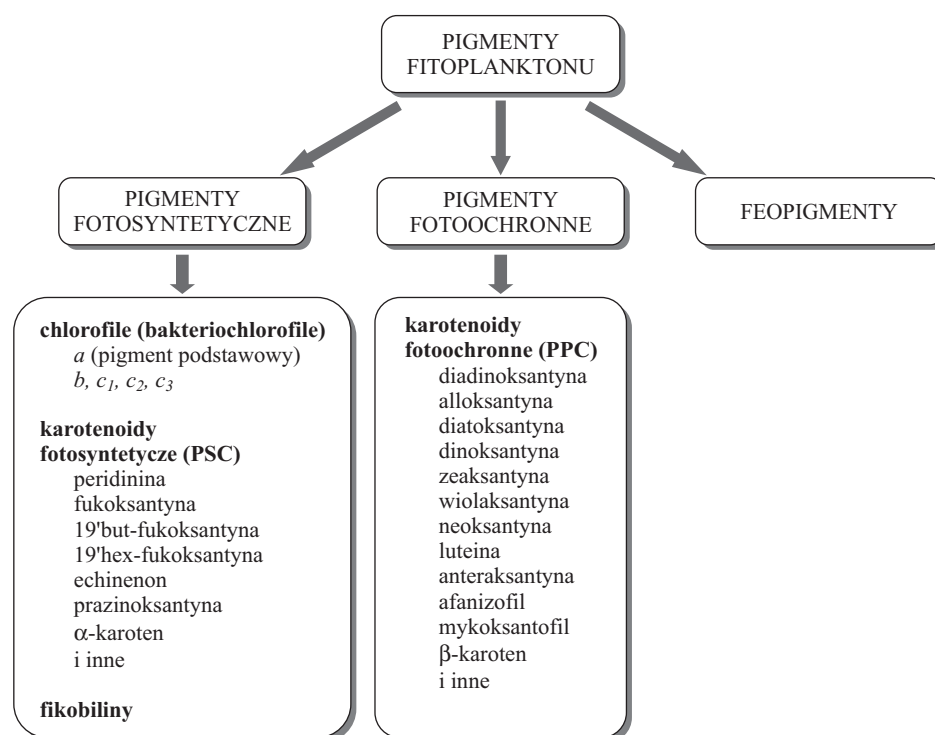 PIGMENTY
FITOPLANKTONU
PIGMENTY
FOTOSYNTETYCZNE
PIGMENTY
FOTOOCHRONNE
FEOPIGMENTY
chlorofile (bakteriochlorofile)
a (pigment podstawowy)
b, c1, c2, c3
karotenoidy
fotosyntetycze (PSC)
peridinina
fukoksantyna
19'but-fukoksantyna
19'hex-fukoksantyna
echinenon
prazinoksantyna
α-karoten
i inne
fikobiliny
karotenoidy
fotoochronne (PPC)
diadinoksantyna
alloksantyna
diatoksantyna
dinoksantyna
zeaksantyna
wiolaksantyna
neoksantyna
luteina
anteraksantyna
afanizofil
mykoksantofil
β-karoten
i inne